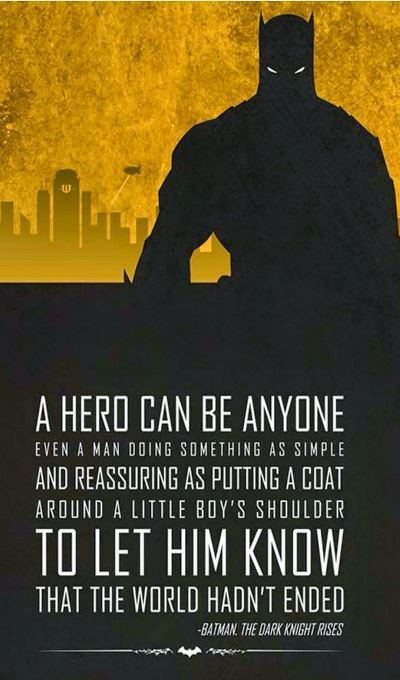 A HERO CAN BE ANYONE
EVEN A MAN DOING SOMETHING AS SIMPLE
AND REASSURING AS PUTTING A COAT
AROUND A LITTLE BOY'S SHOULDER
TO LET HIM KNOW
THAT THE WORLD HADN'T ENDED
-BATMAN. THE DARK KNIGHT RISES